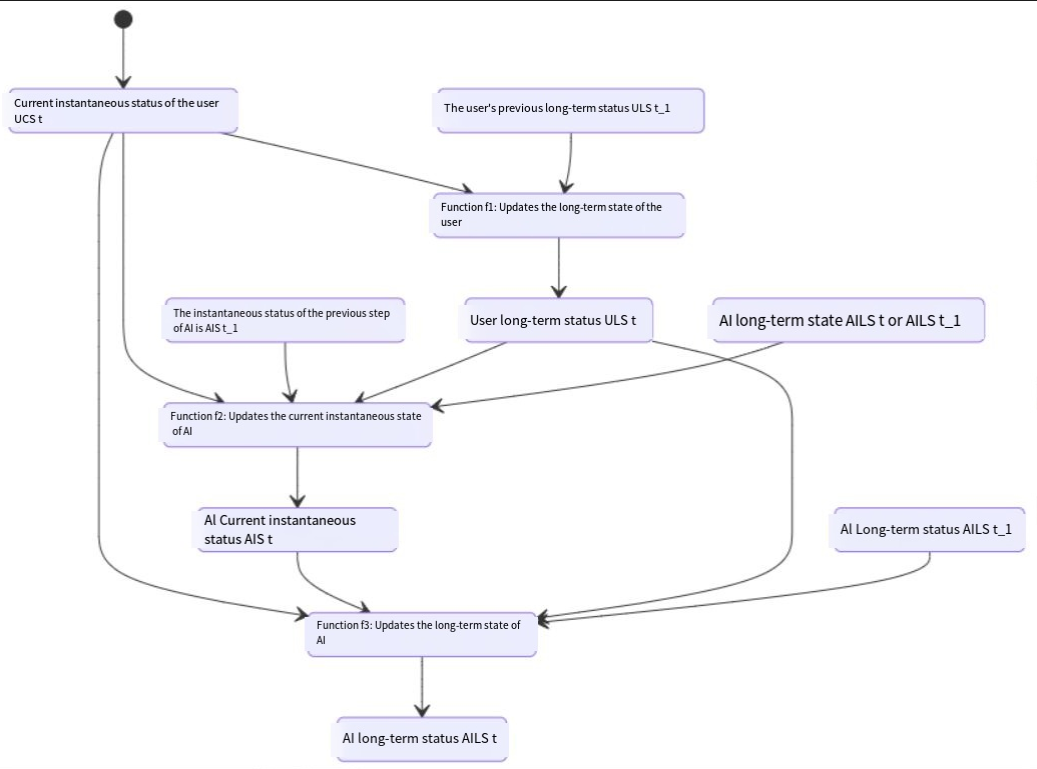 Current instantaneous status of the user
UCS t
The user's previous long-term status ULS t_1
Function f1: Updates the long-term state of the
user
The instantaneous status of the previous step
of AI is AIS t_1
User long-term status ULS t
AI long-term state AILS t or AILS t_1
Function f2: Updates the current instantaneous state
of AI
AI Current instantaneous
status AIS t
AI Long-term status AILS t_1
Function f3: Updates the long-term state of
AI
AI long-term status AILS t